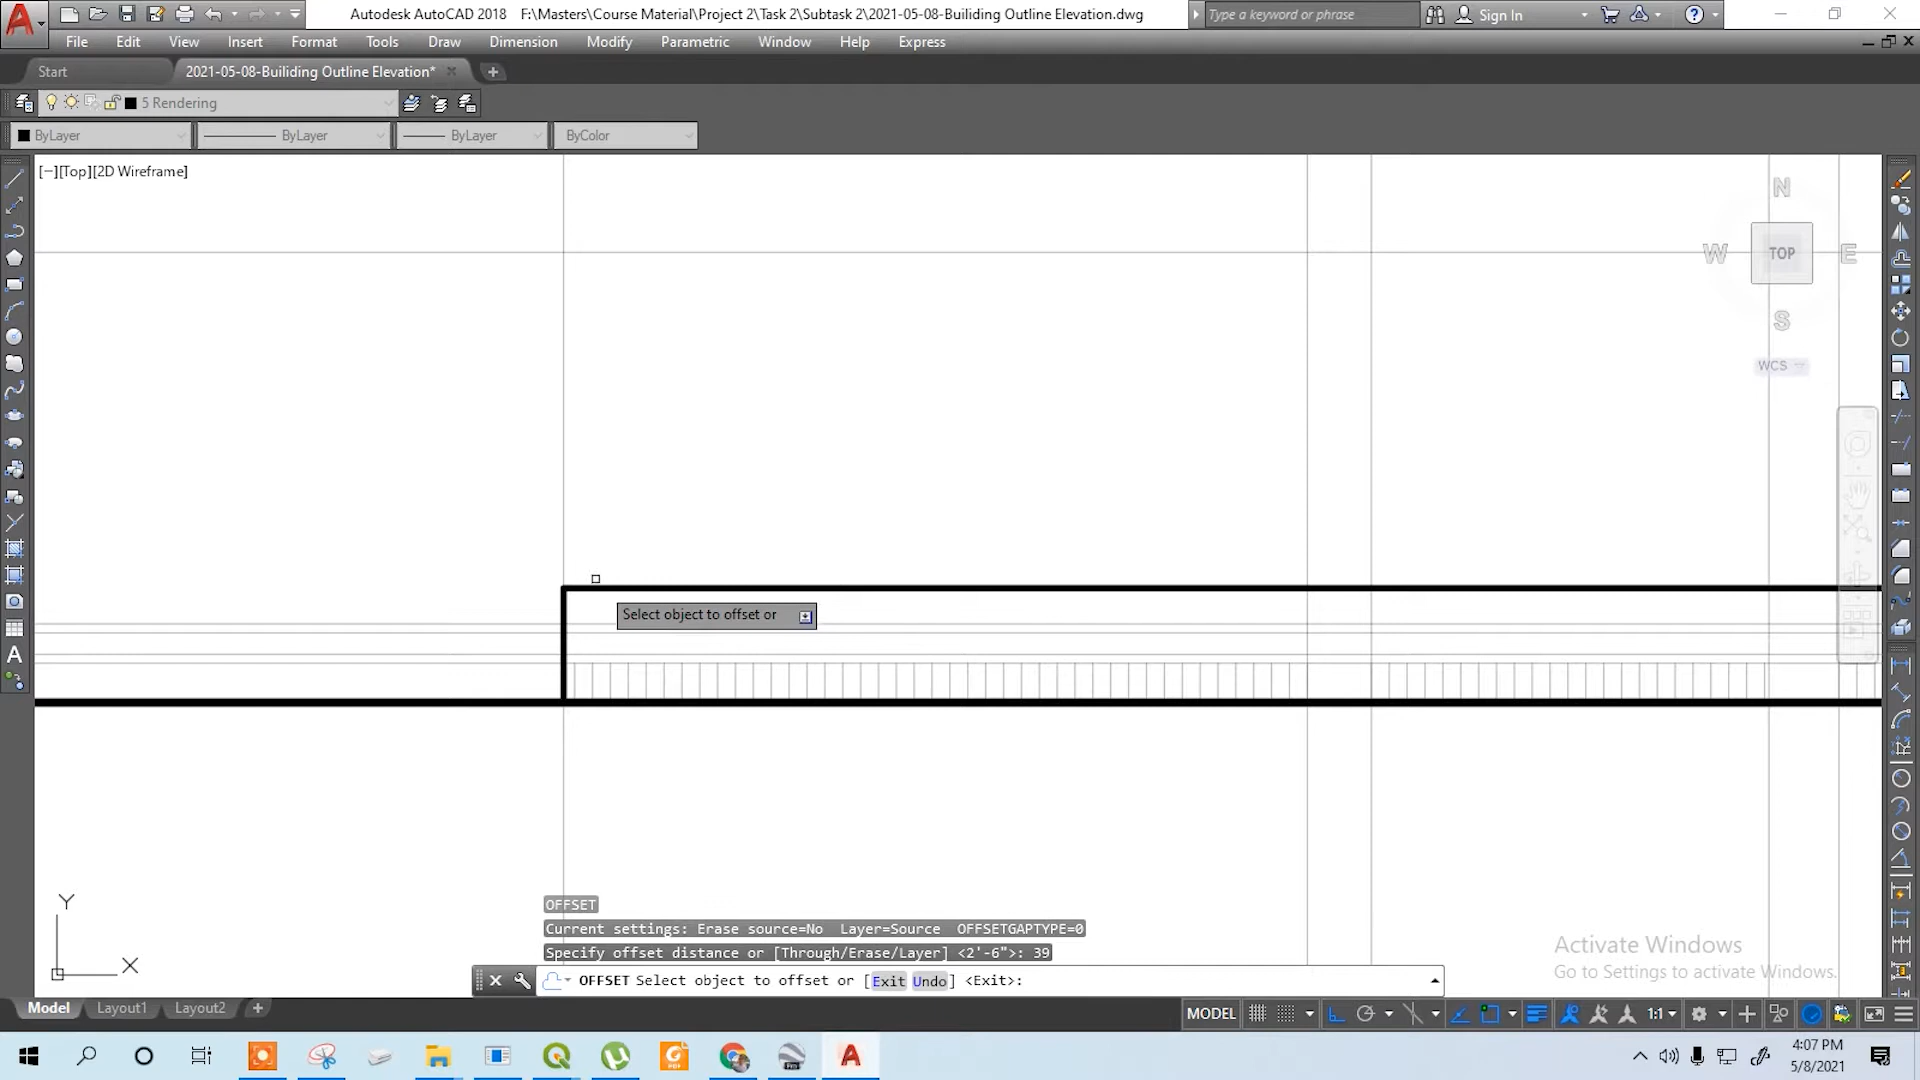 Autodesk AutoCAD 2018 F:\Masters\Course Material\Project 2\Task 2\Subtask 2\2021-05-08-Builiding Outline Elevation.dwg
Type a keyword or phrase
Sign In
File Edit View Insert Format Tools Draw Dimension Modify Parametric Window Help Express
Start
2021-05-08-Builiding Outline Elevation*
5 Rendering
ByLayer
ByLayer
ByLayer
ByColor
[−][Top][2D Wireframe]
N
W TOP E
S
WCS
Select object to offset or
A
Y
X
OFFSET
Current settings: Erase source=No Layer=Source OFFSETGAPTYPE=0
Specify offset distance or [Through/Erase/Layer] <2'-6">: 39
OFFSET Select object to offset or [Exit Undo] <Exit>:
Activate Windows
Go to Settings to activate Windows.
Model Layout1 Layout2
MODEL
1:1
4:07 PM
5/8/2021